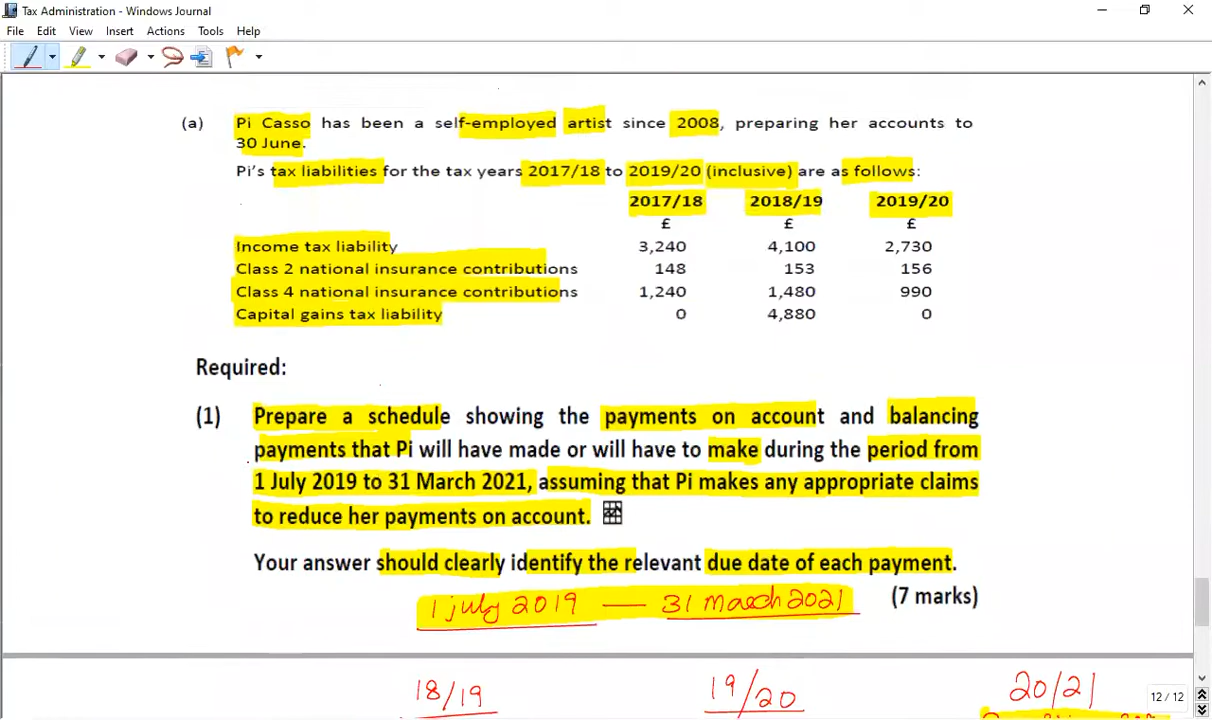 Tax Administration - Windows Journal
File Edit View Insert Actions Tools Help
(a) Pi Casso has been a self-employed artist since 2008, preparing her accounts to
30 June.
Pi's tax liabilities for the tax years 2017/18 to 2019/20 (inclusive) are as follows:
2017/18 2018/19 2019/20
£ £ £
Income tax liability 3,240 4,100 2,730
Class 2 national insurance contributions 148 153 156
Class 4 national insurance contributions 1,240 1,480 990
Capital gains tax liability 0 4,880 0
Required:
(1) Prepare a schedule showing the payments on account and balancing
payments that Pi will have made or will have to make during the period from
1 July 2019 to 31 March 2021, assuming that Pi makes any appropriate claims
to reduce her payments on account.
Your answer should clearly identify the relevant due date of each payment.
(7 marks)
1 july 2019 — 31 march 2021
18/19 19/20 20/21
12 / 12